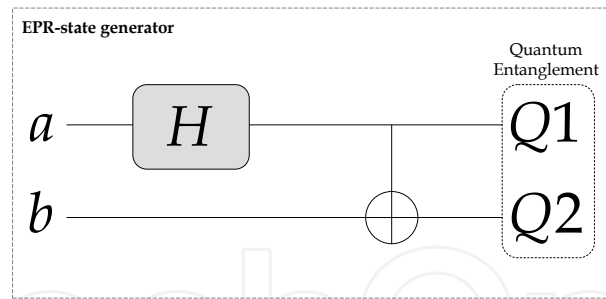 EPR-state generator
Quantum
Entanglement
a H Q1
b Q2